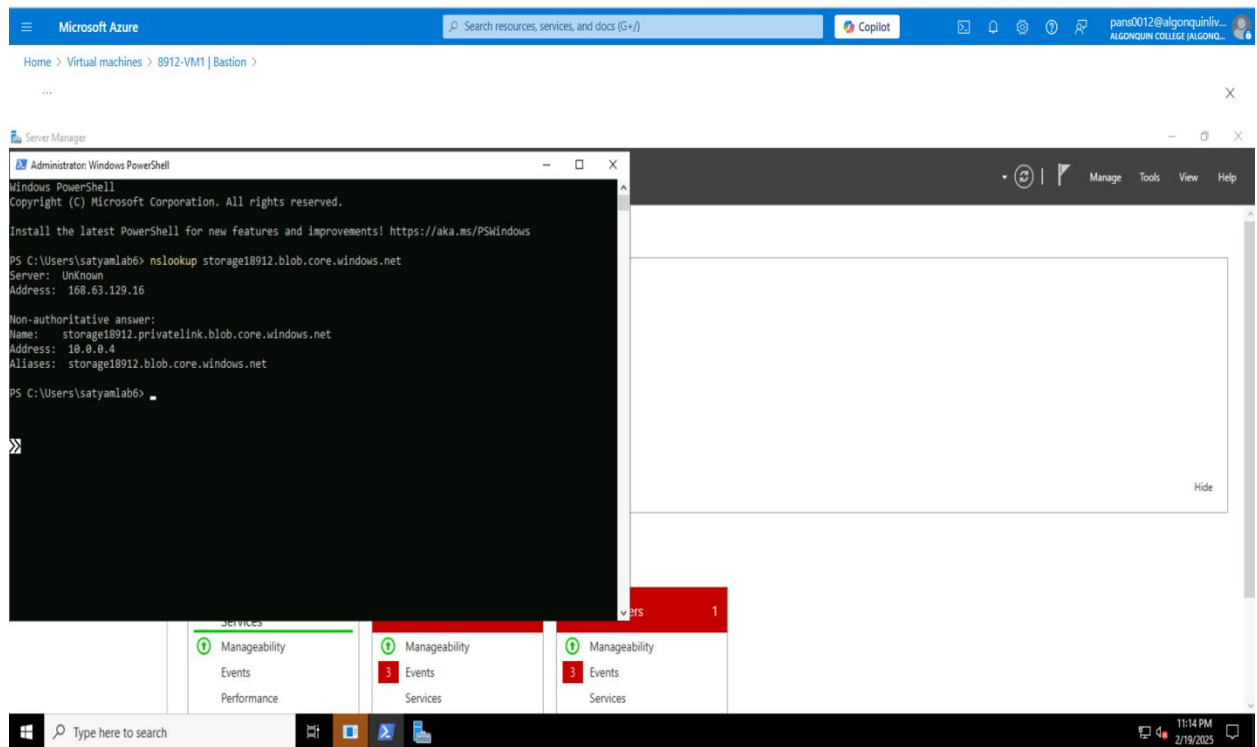 Microsoft Azure
Search resources, services, and docs (G+/)
Copilot
pans0012@algonquinliv...
ALGONQUIN COLLEGE (ALGONQ...
Home > Virtual machines > 8912-VM1 | Bastion >
...
Server Manager
Administrator: Windows PowerShell
Manage Tools View Help
Windows PowerShell
Copyright (C) Microsoft Corporation. All rights reserved.
Install the latest PowerShell for new features and improvements! https://aka.ms/PSWindows
PS C:\Users\satyamlab6> nslookup storage18912.blob.core.windows.net
Server: UnKnown
Address: 168.63.129.16
Non-authoritative answer:
Name: storage18912.privatelink.blob.core.windows.net
Address: 10.0.0.4
Aliases: storage18912.blob.core.windows.net
PS C:\Users\satyamlab6>
Hide
1
Services
Manageability
Events
Performance
Manageability
3 Events
Services
Manageability
3 Events
Services
Type here to search
11:14 PM
2/19/2025